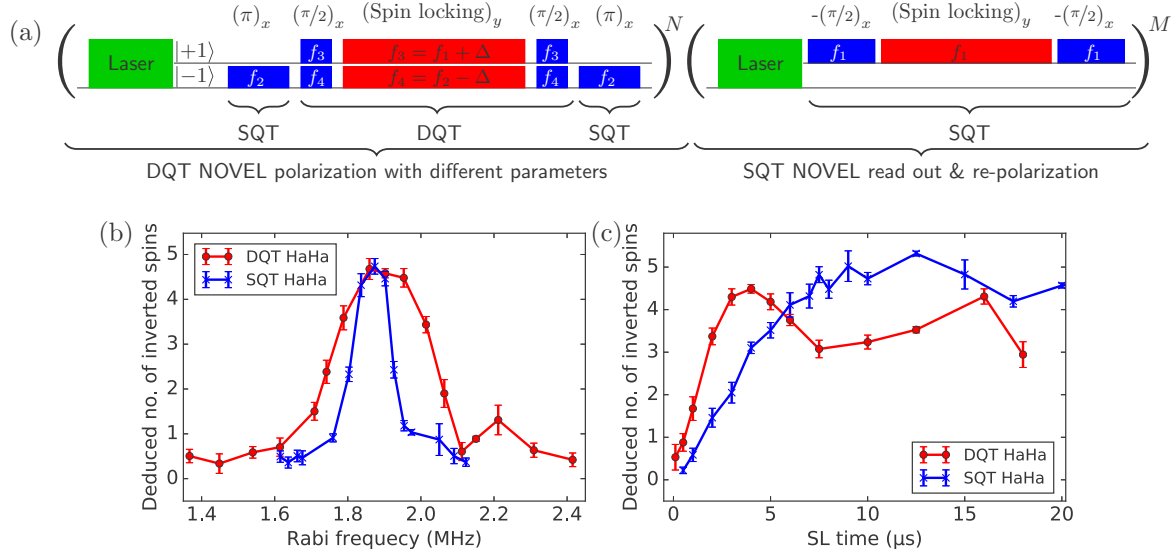 (a)
(π)x (π/2)x (Spin locking)y (π/2)x (π)x N -(π/2)x (Spin locking)y -(π/2)x M
Laser |+1⟩ f3 f3 = f1 + Δ f3 Laser f1 f1 f1
|−1⟩ f2 f4 f4 = f2 − Δ f4 f2
SQT DQT SQT SQT
DQT NOVEL polarization with different parameters SQT NOVEL read out & re-polarization
(b)
Deduced no. of inverted spins
5
4
3
2
1
0
DQT HaHa
SQT HaHa
1.4 1.6 1.8 2.0 2.2 2.4
Rabi frequecy (MHz)
(c)
Deduced no. of inverted spins
5
4
3
2
1
0
DQT HaHa
SQT HaHa
0 5 10 15 20
SL time (μs)